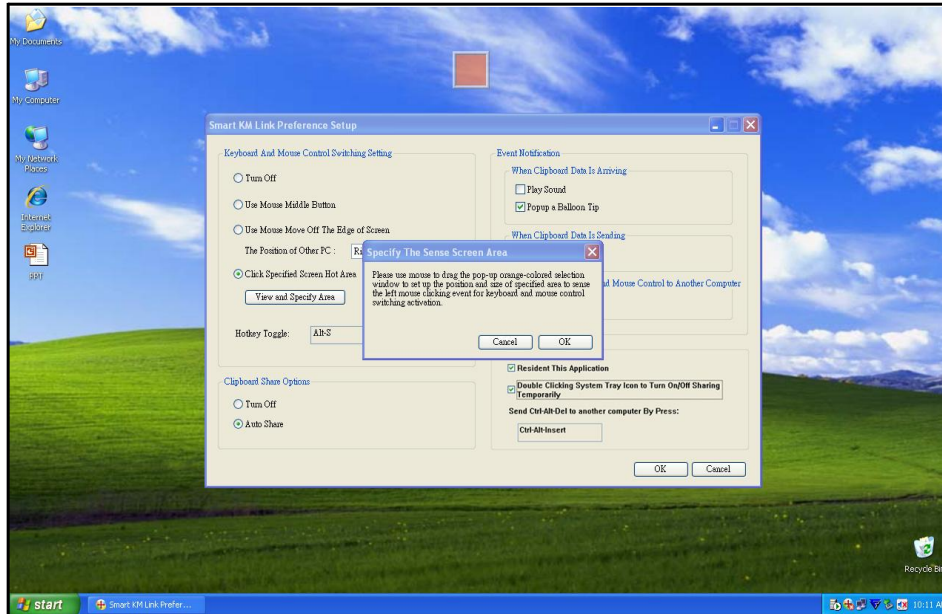 My Documents
My Computer
My Network
Places
Internet
Explorer
Smart KM Link Preference Setup
Keyboard And Mouse Control Switching Setting
Turn Off
Use Mouse Middle Button
Use Mouse Move Off The Edge of Screen
The Position of Other PC :
Click Specified Screen Hot Area
View and Specify Area
Hotkey Toggle: Alt-S
Clipboard Share Options
Turn Off
Auto Share
Event Notification
When Clipboard Data Is Arriving
Play Sound
Popup a Balloon Tip
When Clipboard Data Is Sending
Mouse Control to Another Computer
Specify The Sense Screen Area
Please use mouse to drag the pop-up orange-colored selection
window to set up the position and size of specified area to sense
the left mouse clicking event for keyboard and mouse control
switching activation.
Cancel OK
Resident This Application
Double Clicking System Tray Icon to Turn On/Off Sharing
Temporarily
Send Ctrl-Alt-Del to another computer By Press:
Ctrl-Alt-Insert
OK Cancel
Recycle Bin
start Smart KM Link Prefer... 10:11 A